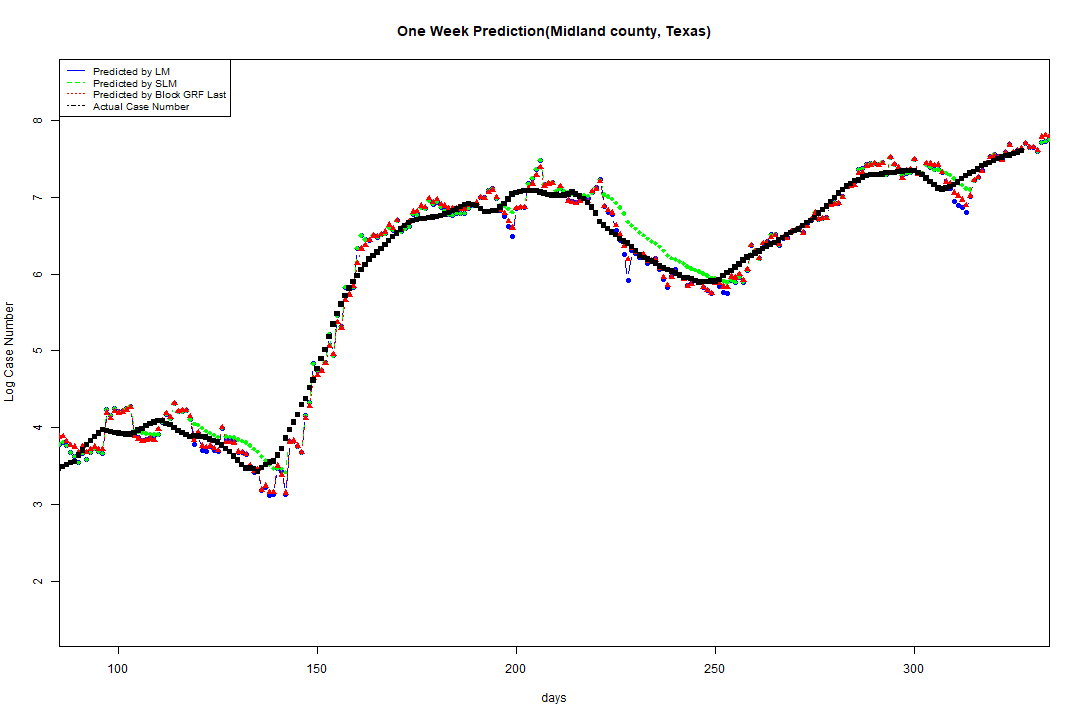 One Week Prediction(Midland county, Texas)
Predicted by LM
Predicted by SLM
Predicted by Block GRF Last
Actual Case Number
8
7
6
5
4
3
2
Log Case Number
100 150 200 250 300
days